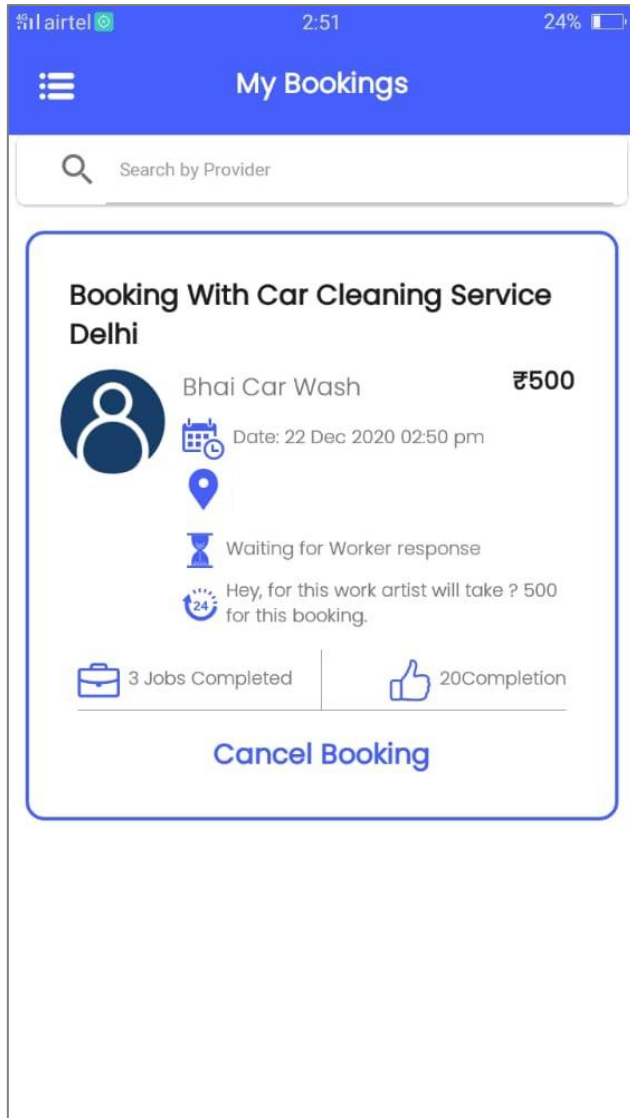 4G airtel
2:51
24%
My Bookings
Search by Provider
Booking With Car Cleaning Service
Delhi
Bhai Car Wash
₹500
Date: 22 Dec 2020 02:50 pm
Waiting for Worker response
24
Hey, for this work artist will take ? 500
for this booking.
3 Jobs Completed
20Completion
Cancel Booking